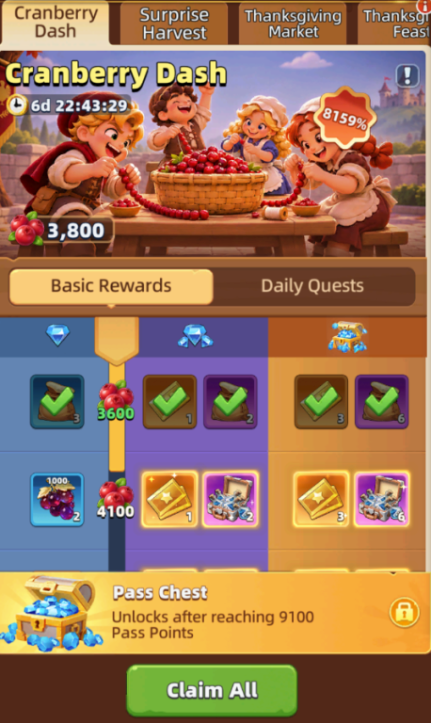 Cranberry
Dash
Surprise
Harvest
Thanksgiving
Market
Thanksgi
Feast
Cranberry Dash
!
6d 22:43:29
8159%
3,800
Basic Rewards
Daily Quests
3
3600
1
2
3
6
1000
2
4100
1
2
3
6
Pass Chest
Unlocks after reaching 9100
Pass Points
Claim All